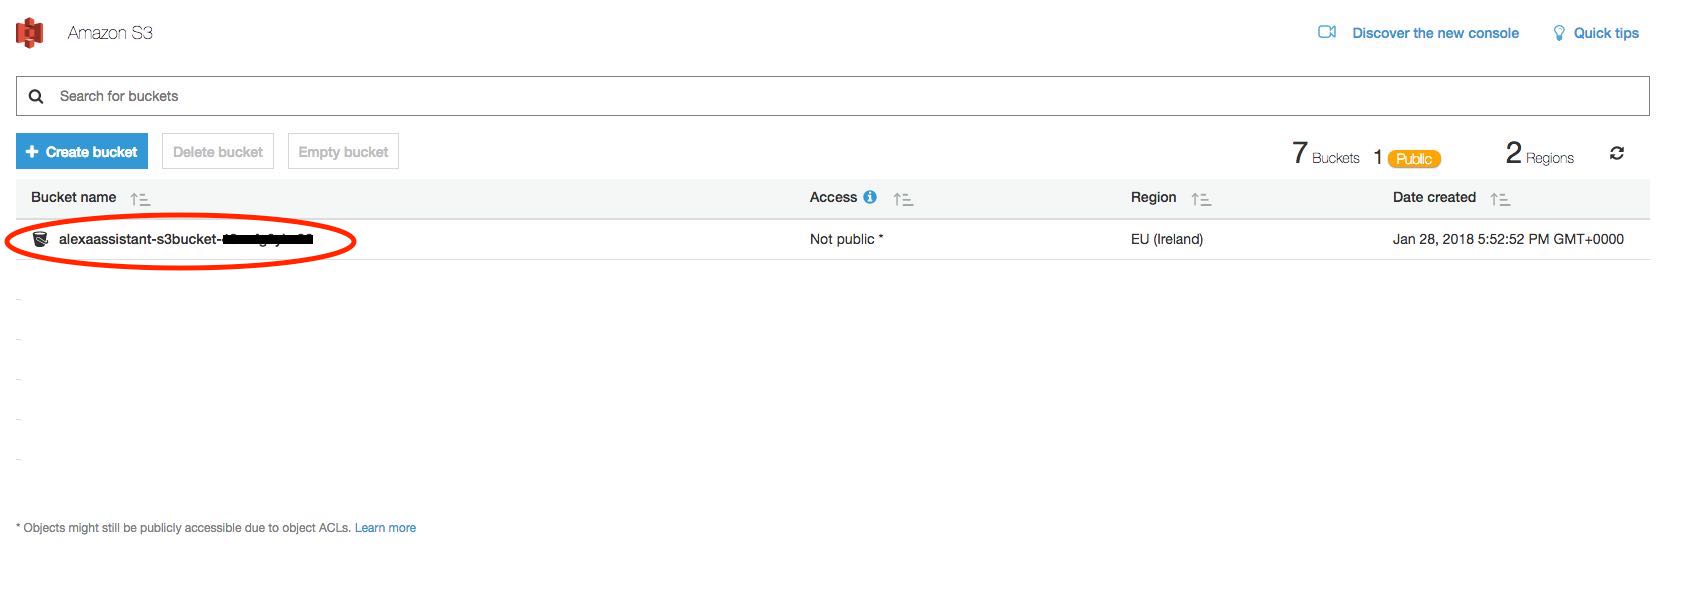 Amazon S3 Discover the new console Quick tips
Search for buckets
Create bucket Delete bucket Empty bucket 7 Buckets 1 Public 2 Regions
Bucket name Access Region Date created
alexaassistant-s3bucket- Not public * EU (Ireland) Jan 28, 2018 5:52:52 PM GMT+0000
* Objects might still be publicly accessible due to object ACLs. Learn more